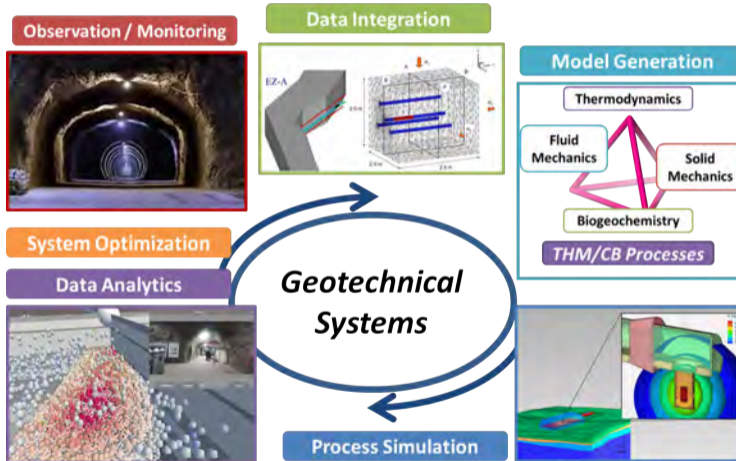 Observation / Monitoring
Data Integration
Model Generation
EZ-A
Thermodynamics
Fluid
Mechanics
Solid
Mechanics
Biogeochemistry
THM/CB Processes
System Optimization
Data Analytics
Geotechnical
Systems
Process Simulation